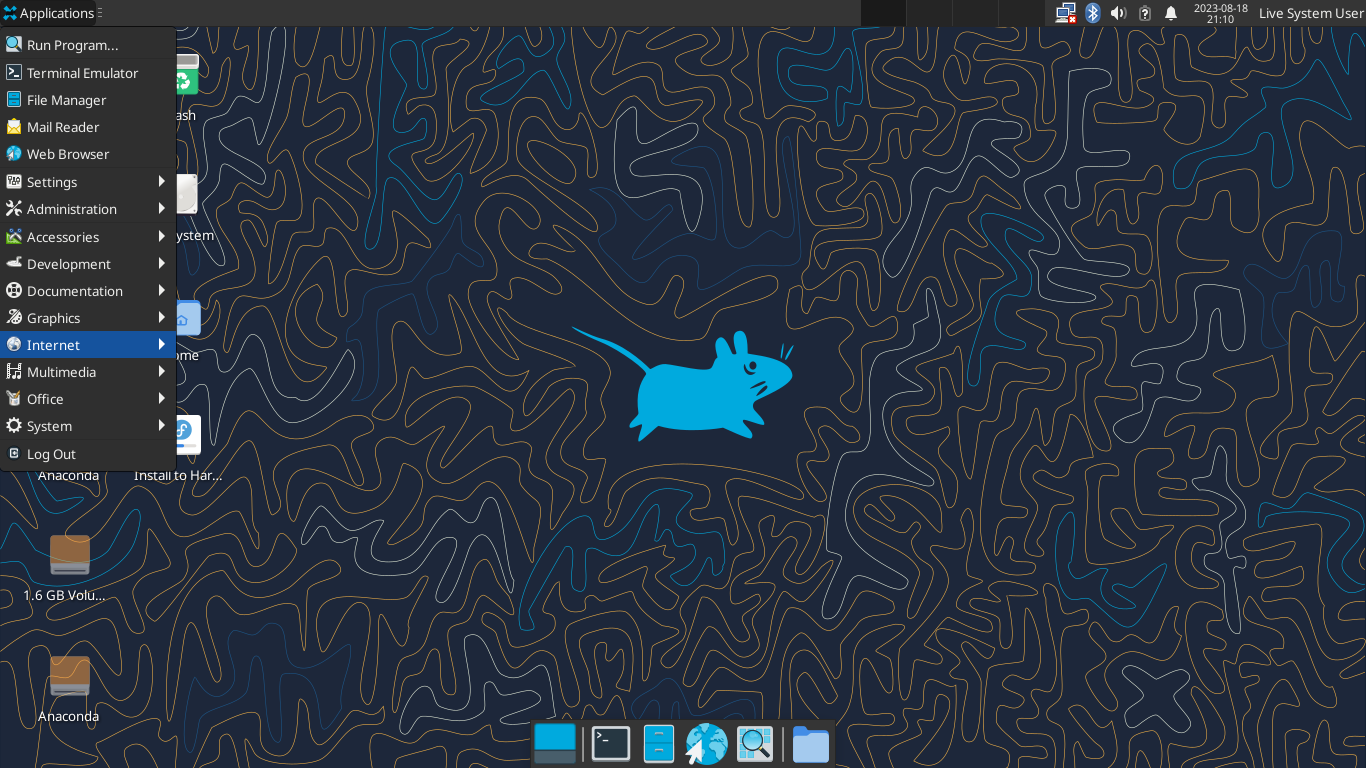 Applications
2023-08-18
21:10
Live System User
Run Program...
Terminal Emulator
File Manager
Mail Reader
Web Browser
Settings
Administration
Accessories
Development
Documentation
Graphics
Internet
Multimedia
Office
System
Log Out
ash
ystem
ome
Anaconda
Install to Har...
1.6 GB Volu...
Anaconda